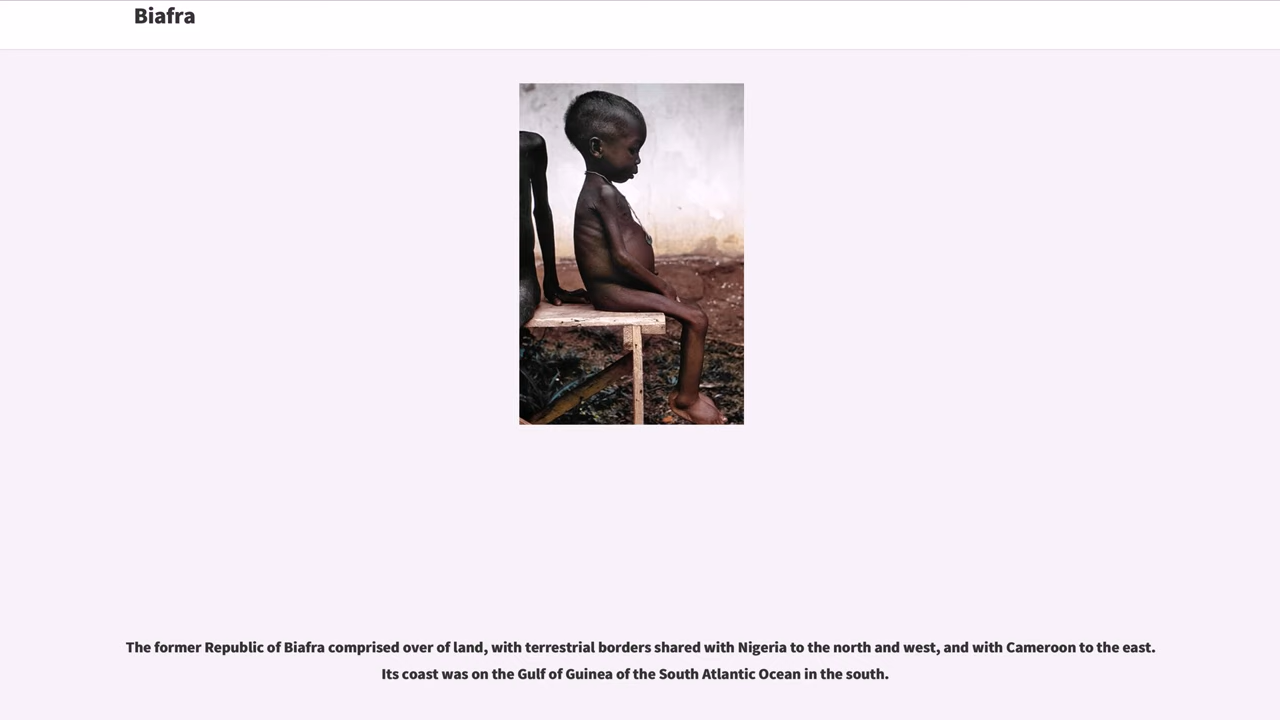 Biafra
The former Republic of Biafra comprised over of land, with terrestrial borders shared with Nigeria to the north and west, and with Cameroon to the east.
Its coast was on the Gulf of Guinea of the South Atlantic Ocean in the south.